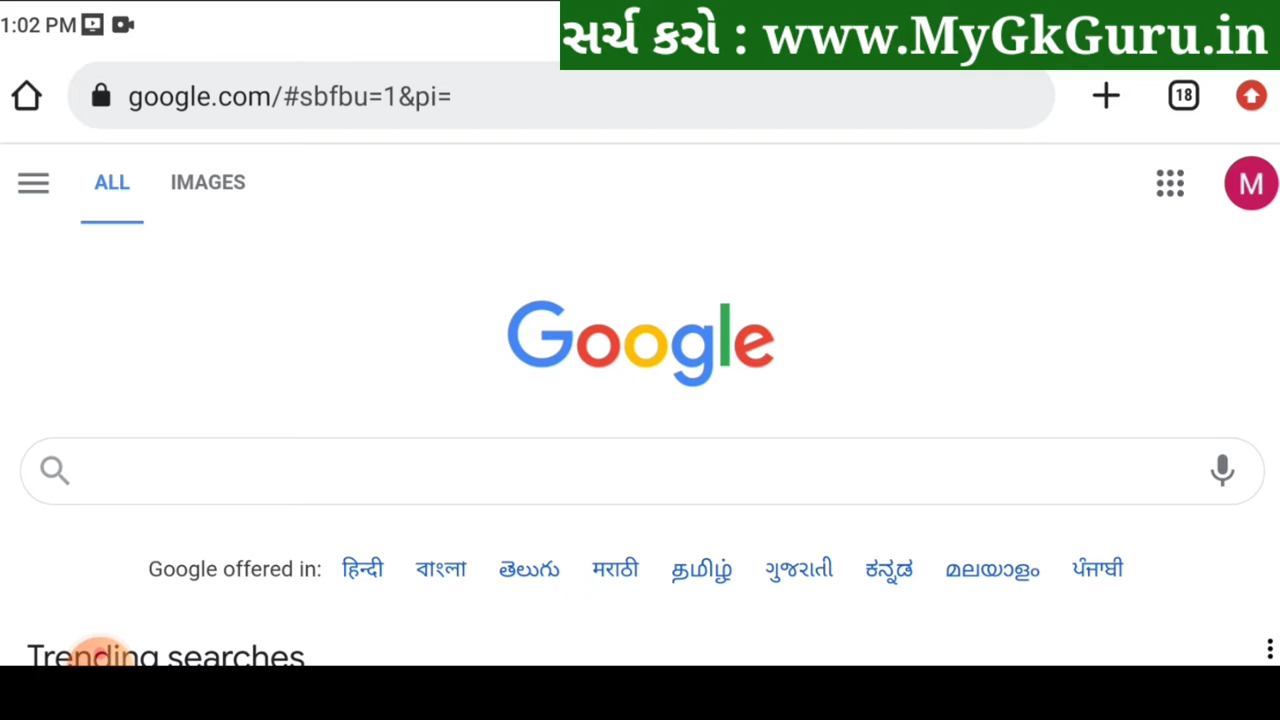 1:02 PM
સર્ચ કરો : www.MyGkGuru.in
google.com/#sbfbu=1&pi=
18
ALL IMAGES
M
Google
Google offered in: हिन्दी বাংলা తెలుగు मराठी தமிழ் ગુજરાતી ಕನ್ನಡ മലയാളം ਪੰਜਾਬੀ
Trending searches